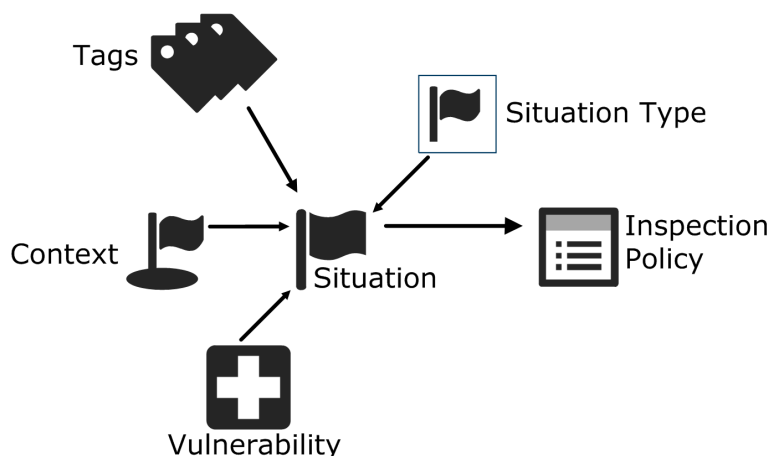 Tags
Situation Type
Context
Situation
Inspection
Policy
Vulnerability